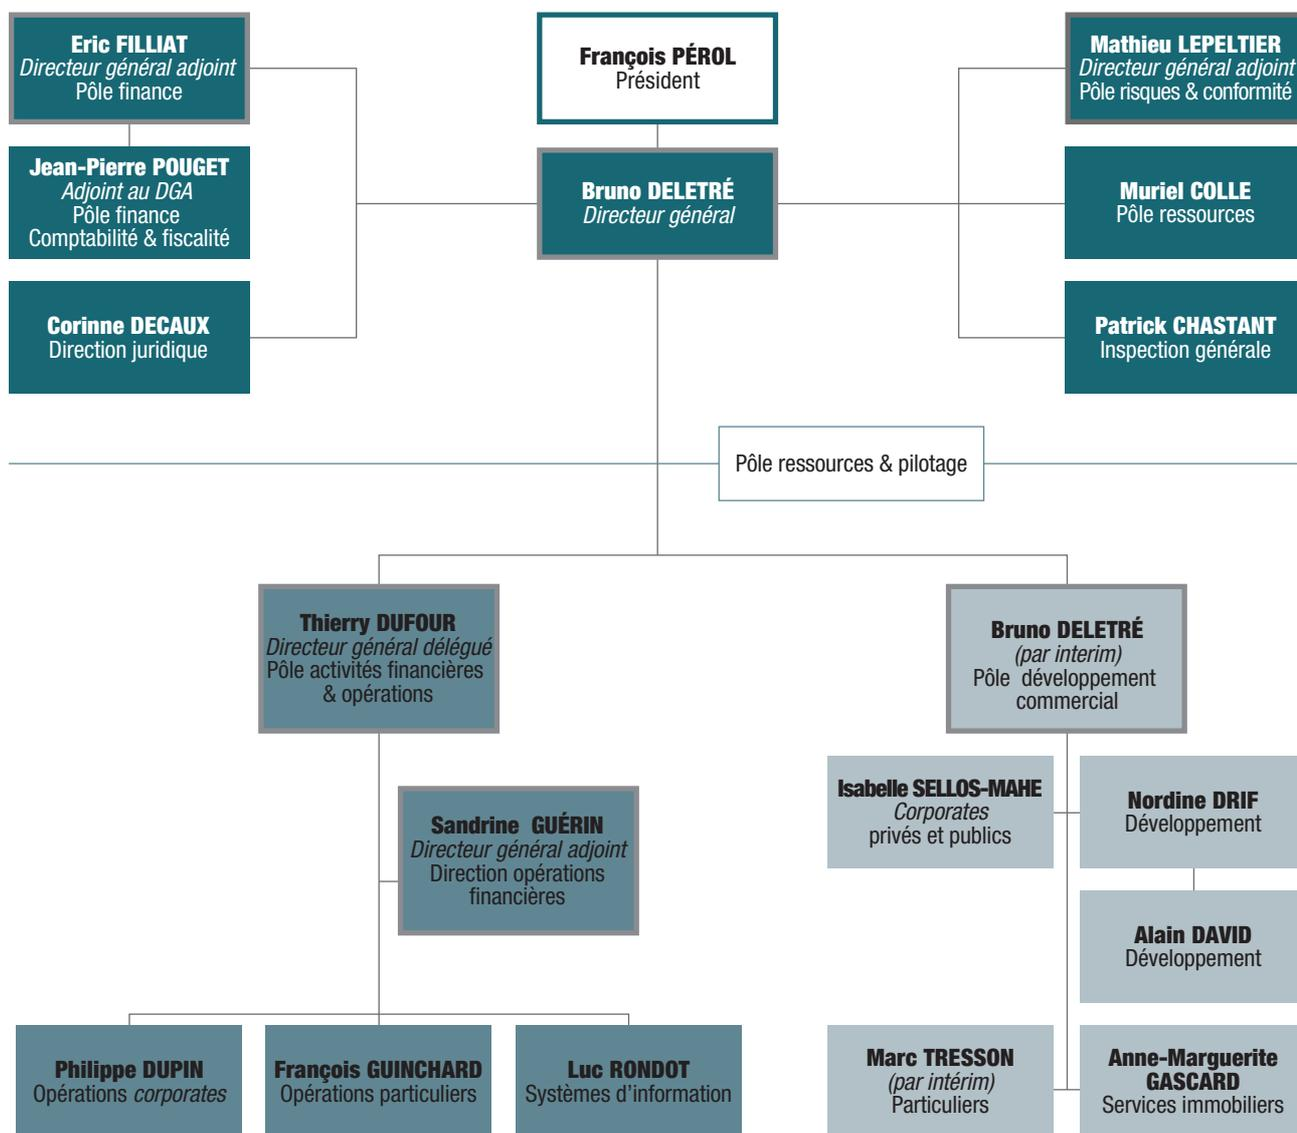 Eric FILLIAT
Directeur général adjoint
Pôle finance
François PÉROL
Président
Mathieu LEPELTIER
Directeur général adjoint
Pôle risques & conformité
Jean-Pierre POUGET
Adjoint au DGA
Pôle finance
Comptabilité & fiscalité
Bruno DELETRÉ
Directeur général
Muriel COLLE
Pôle ressources
Corinne DECAUX
Direction juridique
Patrick CHASTANT
Inspection générale
Pôle ressources & pilotage
Thierry DUFOUR
Directeur général délégué
Pôle activités financières
& opérations
Bruno DELETRÉ
(par interim)
Pôle développement
commercial
Isabelle SELLOS-MAHE
Corporates
privés et publics
Nordine DRIF
Développement
Sandrine GUÉRIN
Directeur général adjoint
Direction opérations
financières
Alain DAVID
Développement
Philippe DUPIN
Opérations corporates
François GUINCHARD
Opérations particuliers
Luc RONDOT
Systèmes d'information
Marc TRESSON
(par intérim)
Particuliers
Anne-Marguerite
GASCARD
Services immobiliers